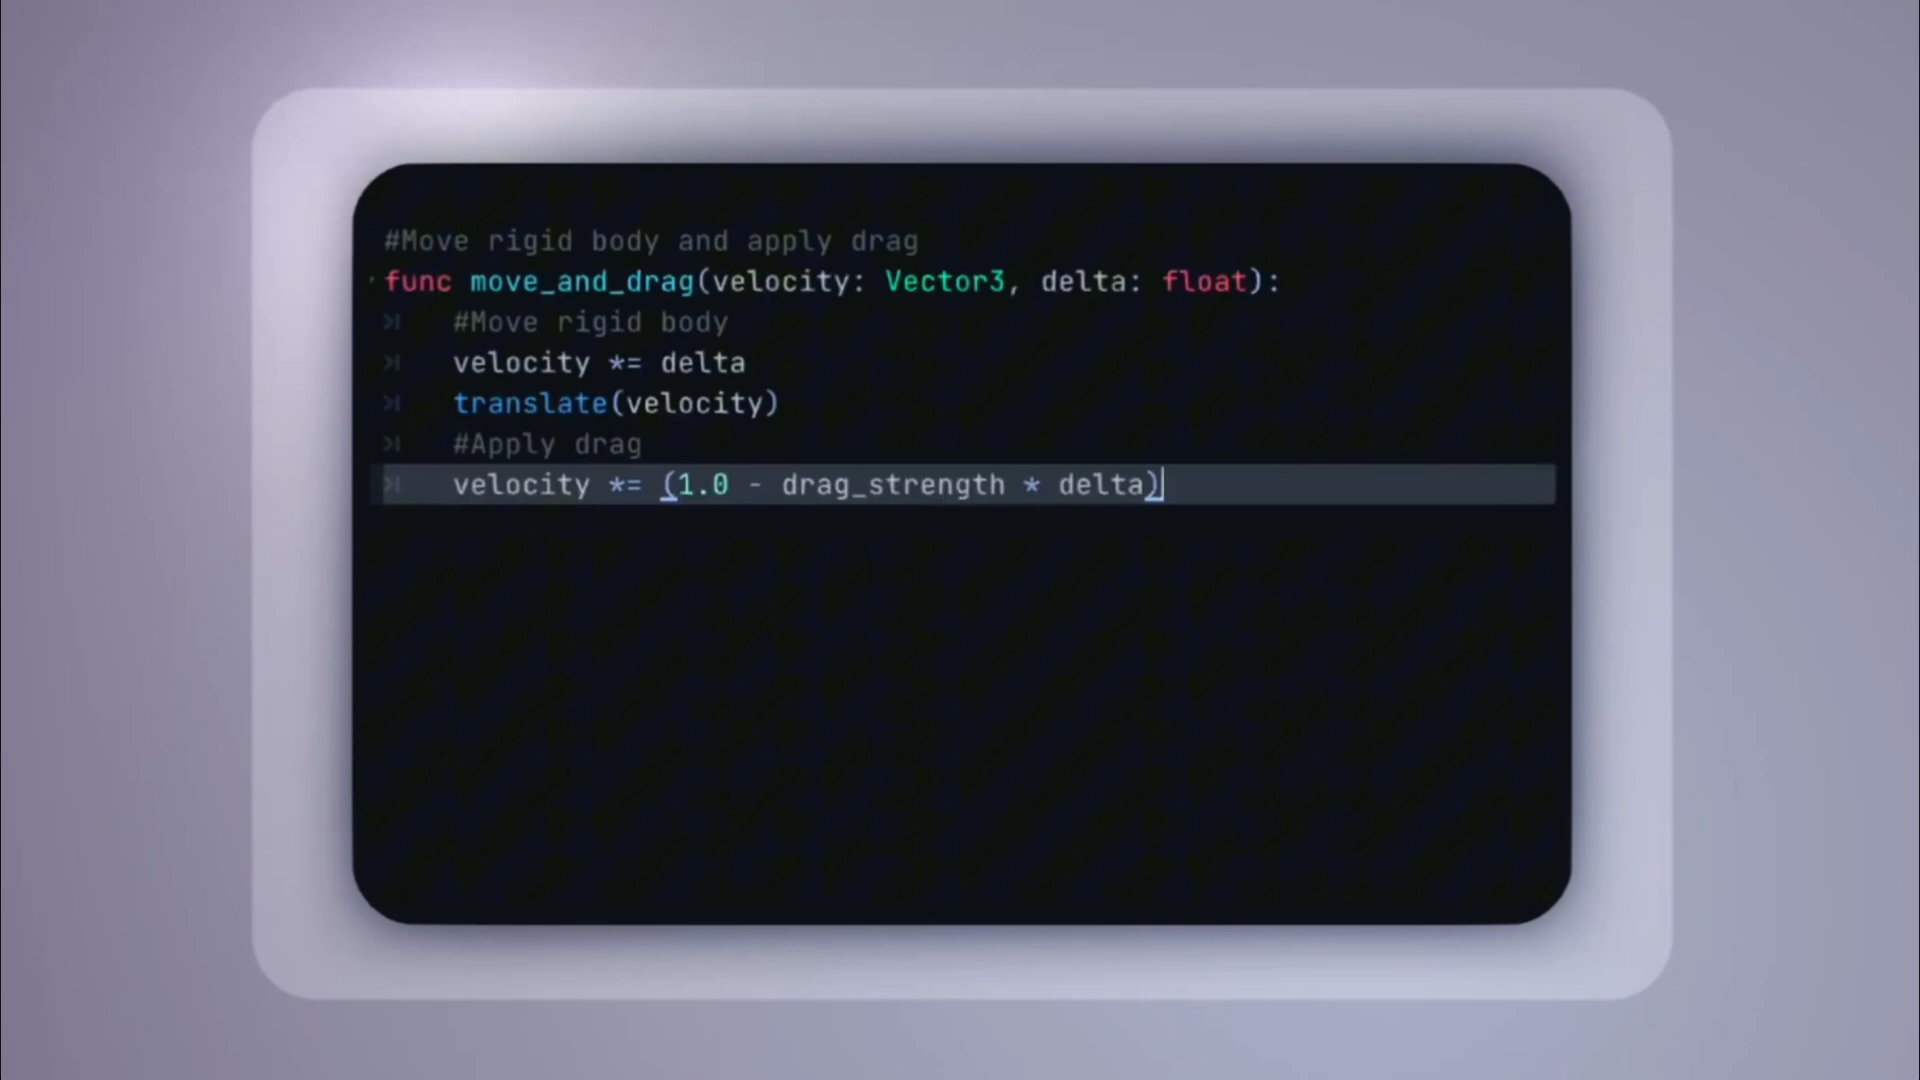 #Move rigid body and apply drag
func move_and_drag(velocity: Vector3, delta: float):
#Move rigid body
velocity *= delta
translate(velocity)
#Apply drag
velocity *= (1.0 - drag_strength * delta)